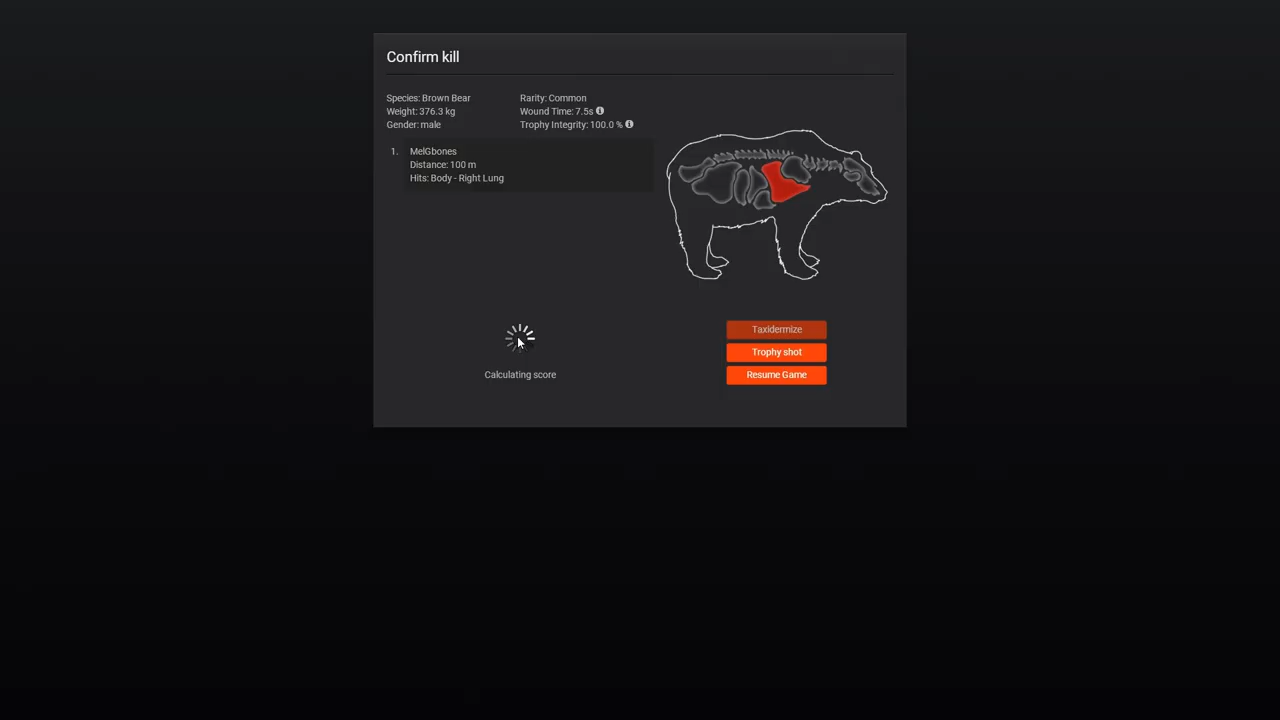 Confirm kill
Species: Brown Bear
Weight: 376.3 kg
Gender: male
Rarity: Common
Wound Time: 7.5s
Trophy Integrity: 100.0 %
1.
MelGbones
Distance: 100 m
Hits: Body - Right Lung
Calculating score
Taxidermize
Trophy shot
Resume Game